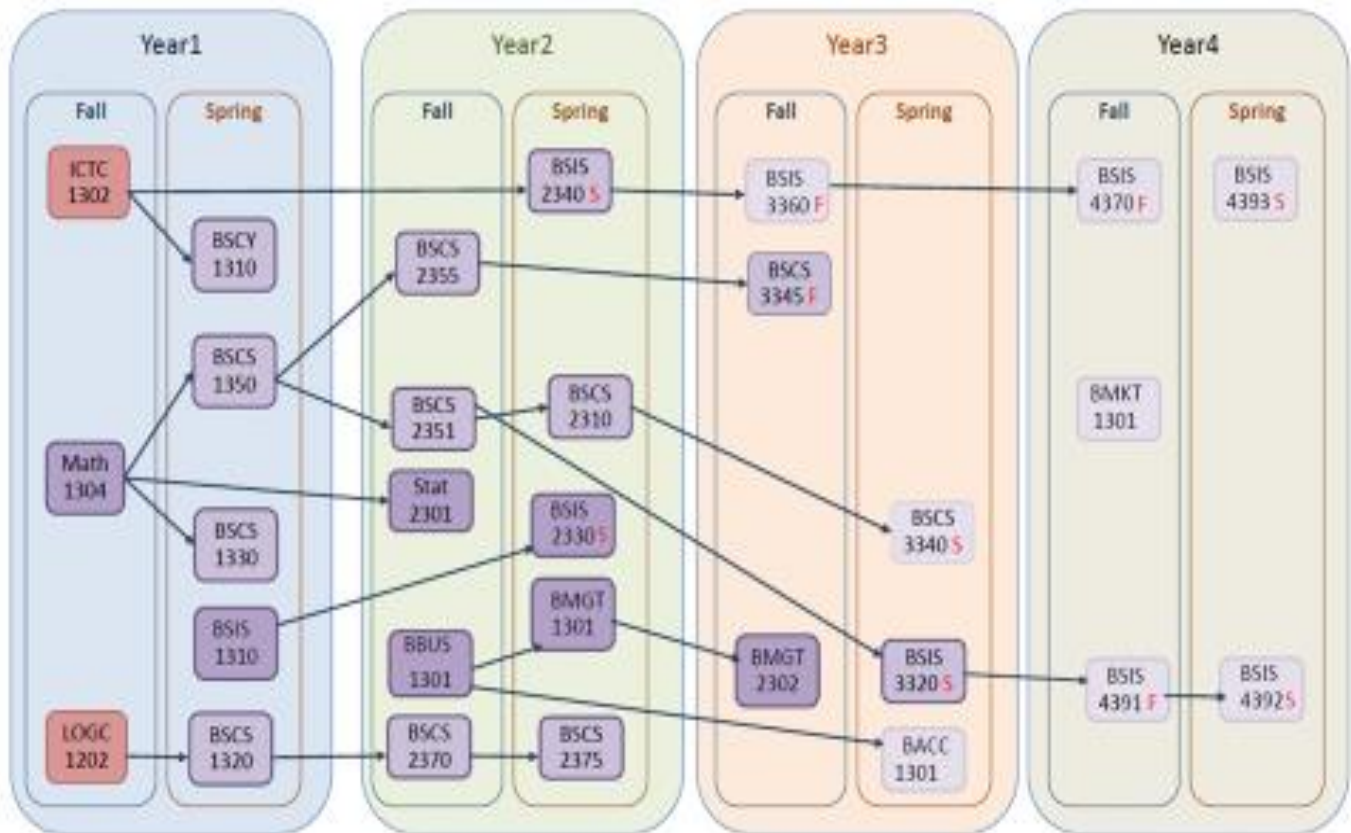 Year1
Fall
Spring
ICTC
1302
BSCY
1310
BSCS
1350
Math
1304
BSCS
1330
BSIS
1310
LOGC
1202
BSCS
1320
Year2
Fall
Spring
BSIS
2340 S
BSCS
2355
BSCS
2351
BSCS
2310
Stat
2301
BSIS
2330 S
BMGT
1301
BBUS
1301
BSCS
2370
BSCS
2375
Year3
Fall
Spring
BSIS
3360 F
BSCS
3345 F
BSCS
3340 S
BMGT
2302
BSIS
3320 S
BACC
1301
Year4
Fall
Spring
BSIS
4370 F
BSIS
4393 S
BMKT
1301
BSIS
4391 F
BSIS
4392 S